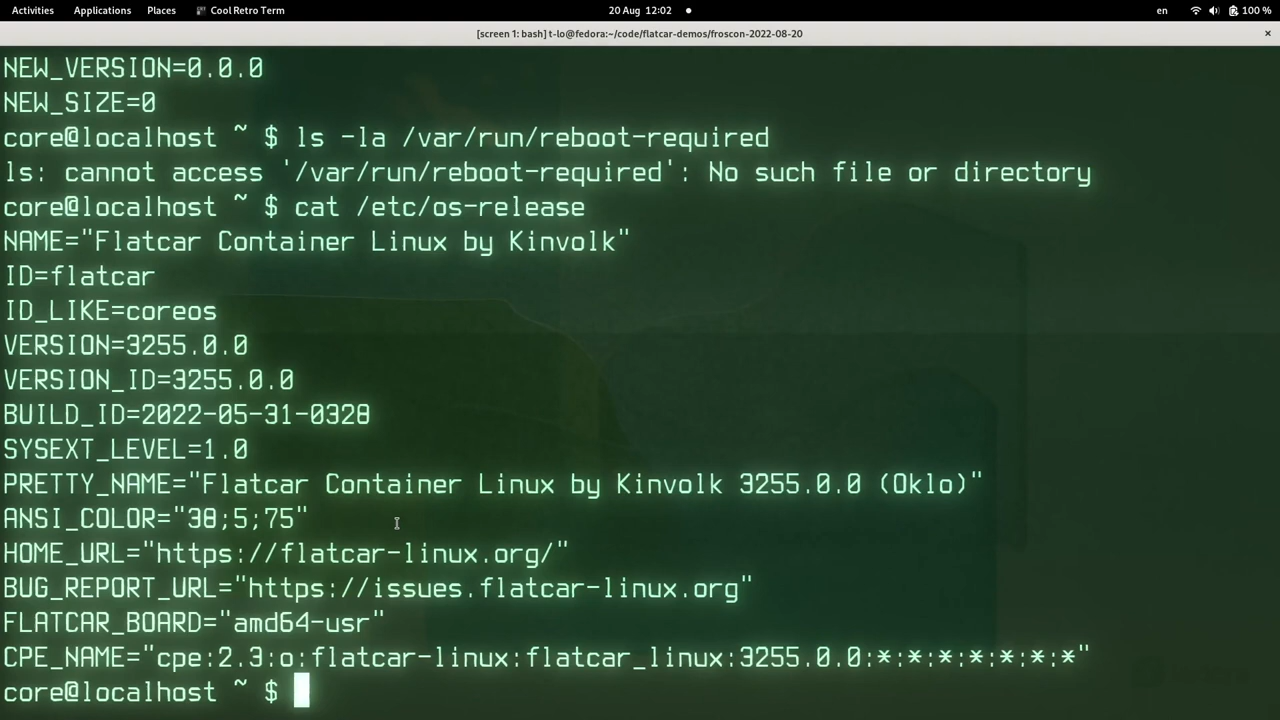 Activities Applications Places Cool Retro Term 20 Aug 12:02 en 100 %
[screen 1: bash] t-lo@fedora:~/code/flatcar-demos/froscon-2022-08-20 ×
NEW_VERSION=0.0.0
NEW_SIZE=0
core@localhost ~ $ ls -la /var/run/reboot-required
ls: cannot access '/var/run/reboot-required': No such file or directory
core@localhost ~ $ cat /etc/os-release
NAME="Flatcar Container Linux by Kinvolk"
ID=flatcar
ID_LIKE=coreos
VERSION=3255.0.0
VERSION_ID=3255.0.0
BUILD_ID=2022-05-31-0328
SYSEXT_LEVEL=1.0
PRETTY_NAME="Flatcar Container Linux by Kinvolk 3255.0.0 (Oklo)"
ANSI_COLOR="38;5;75"
HOME_URL="https://flatcar-linux.org/"
BUG_REPORT_URL="https://issues.flatcar-linux.org"
FLATCAR_BOARD="amd64-usr"
CPE_NAME="cpe:2.3:o:flatcar-linux:flatcar_linux:3255.0.0:*:*:*:*:*:*:*"
core@localhost ~ $